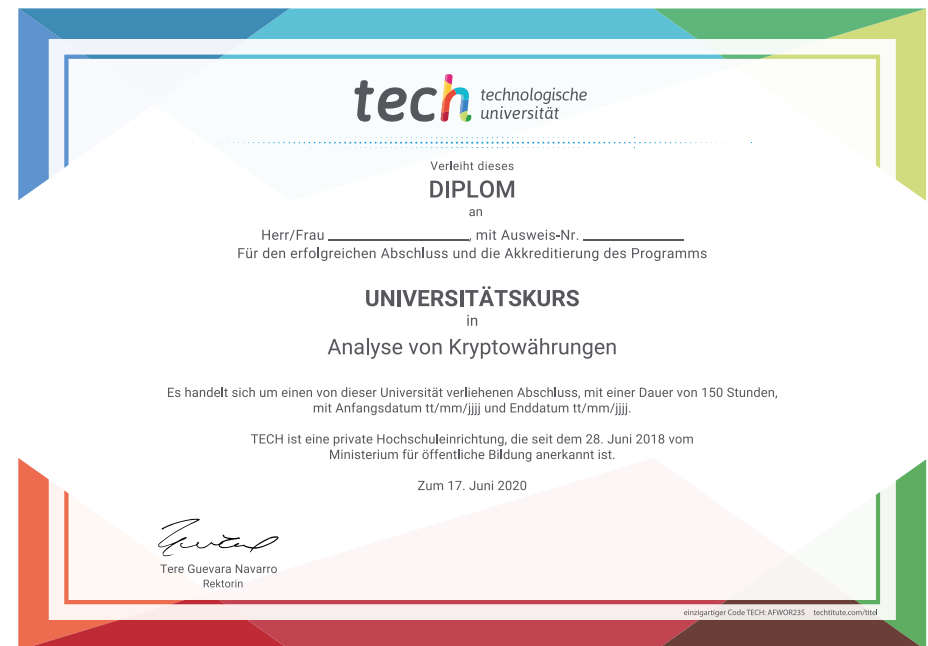 tech technologische
universität
Verleiht dieses
DIPLOM
an
Herr/Frau ____________________, mit Ausweis-Nr. ______________
Für den erfolgreichen Abschluss und die Akkreditierung des Programms
UNIVERSITÄTSKURS
in
Analyse von Kryptowährungen
Es handelt sich um einen von dieser Universität verliehenen Abschluss, mit einer Dauer von 150 Stunden,
mit Anfangsdatum tt/mm/jjjj und Enddatum tt/mm/jjjj.
TECH ist eine private Hochschuleinrichtung, die seit dem 28. Juni 2018 vom
Ministerium für öffentliche Bildung anerkannt ist.
Zum 17. Juni 2020
Tere Guevara Navarro
Rektorin
einzigartiger Code TECH: AFWOR23S techtitute.com/titel